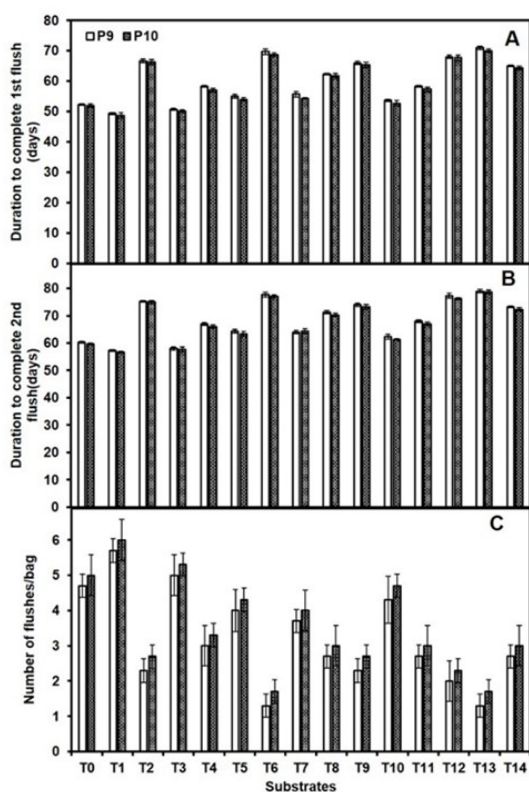 P9 P10
A
Duration to complete 1st flush
(days)
80
70
60
50
40
30
20
10
0
B
Duration to complete 2nd
flush(days)
80
70
60
50
40
30
20
10
0
C
Number of flushes/bag
6
5
4
3
2
1
0
T0 T1 T2 T3 T4 T5 T6 T7 T8 T9 T10 T11 T12 T13 T14
Substrates